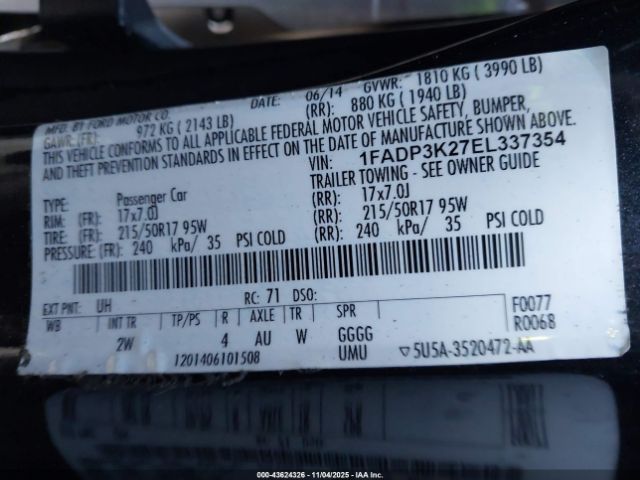 MFD. BY FORD MOTOR CO.
DATE: 06/14 GVWR: 1810 KG ( 3990 LB)
GAWR: (FR): 972 KG ( 2143 LB) (RR): 880 KG ( 1940 LB)
THIS VEHICLE CONFORMS TO ALL APPLICABLE FEDERAL MOTOR VEHICLE SAFETY, BUMPER,
AND THEFT PREVENTION STANDARDS IN EFFECT ON THE DATE OF MANUFACTURE SHOWN ABOVE.
VIN: 1FADP3K27EL337354
TYPE: Passenger Car TRAILER TOWING - SEE OWNER GUIDE
RIM: (FR): 17x7.0J (RR): 17x7.0J
TIRE: (FR): 215/50R17 95W (RR): 215/50R17 95W
PRESSURE: (FR): 240 kPa/ 35 PSI COLD (RR): 240 kPa/ 35 PSI COLD
EXT PNT: UH RC: 71 DSO:
WB INT TR TP/PS R AXLE TR SPR F0077
2W 4 AU W GGGG R0068
UMU
1201406101508 5U5A-3520472-AA
000-43624326 - 11/04/2025 - IAA Inc.